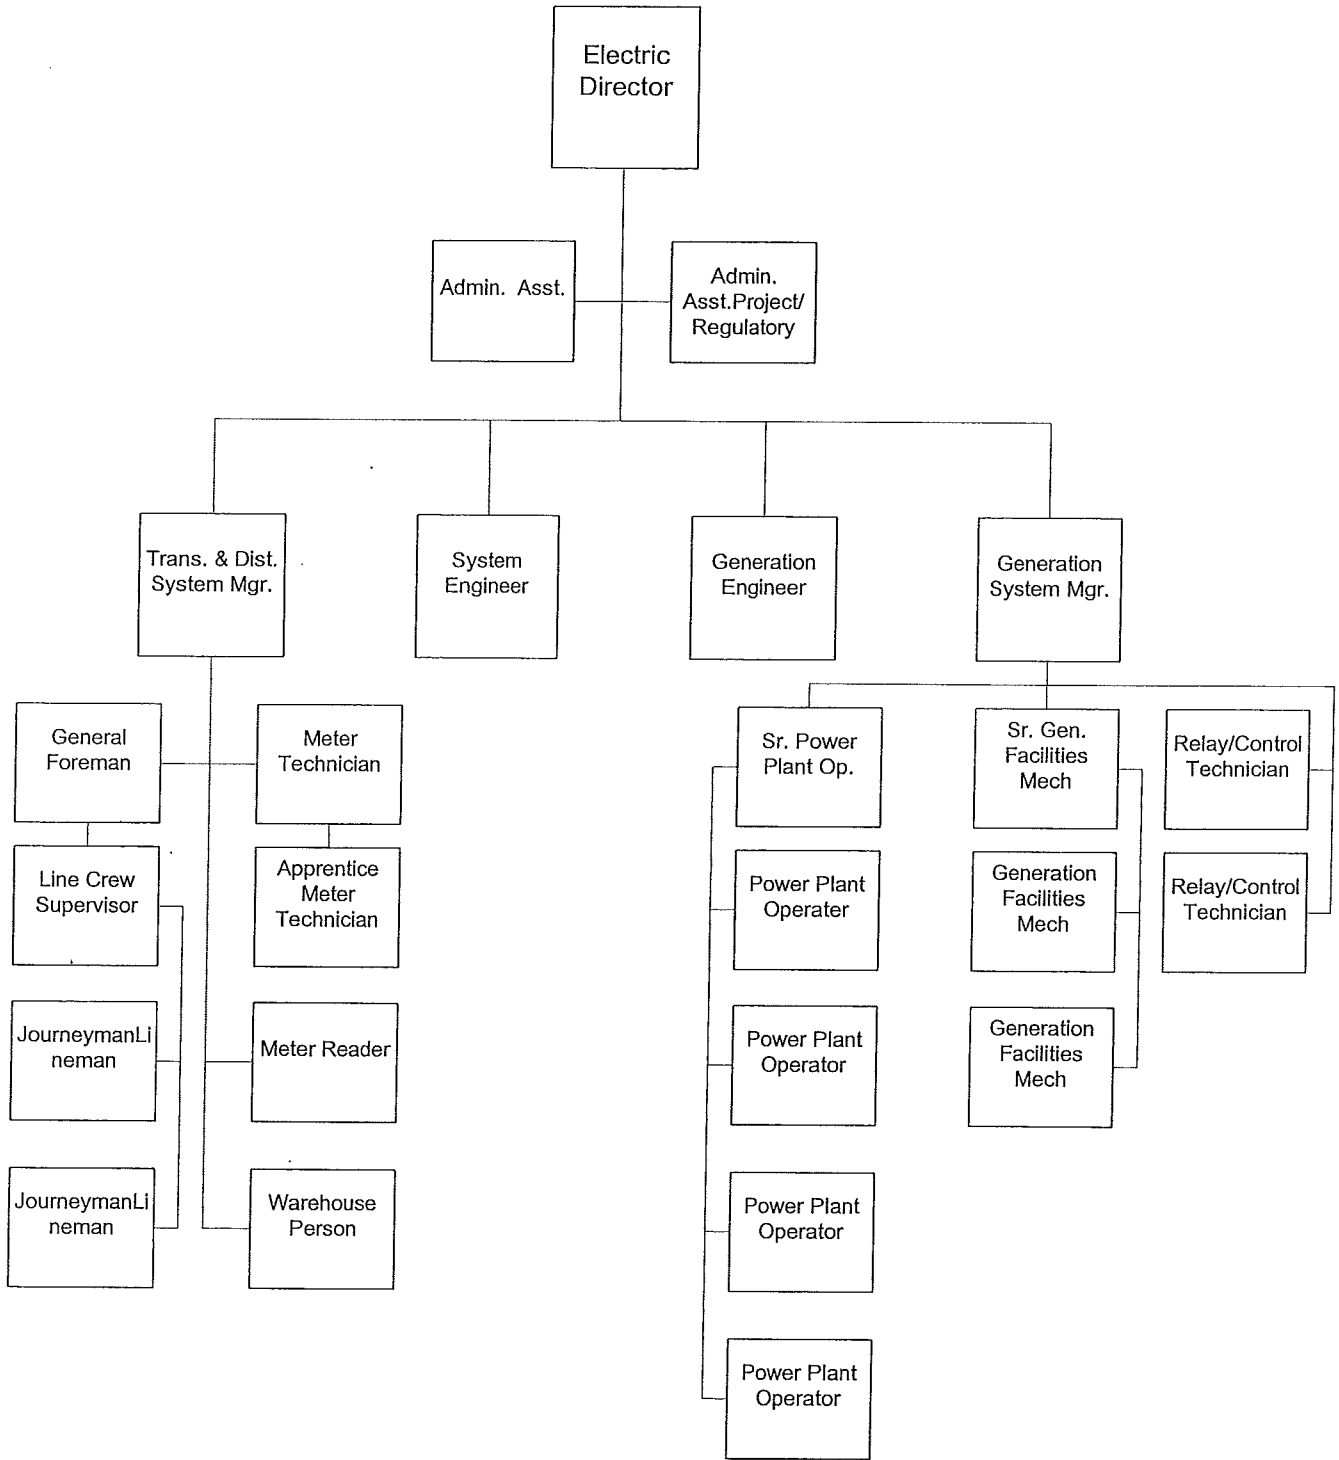 Electric
Director
Admin. Asst.
Admin.
Asst.Project/
Regulatory
Trans. & Dist.
System Mgr.
System
Engineer
Generation
Engineer
Generation
System Mgr.
General
Foreman
Meter
Technician
Sr. Power
Plant Op.
Sr. Gen.
Facilities
Mech
Relay/Control
Technician
Line Crew
Supervisor
Apprentice
Meter
Technician
Power Plant
Operater
Generation
Facilities
Mech
Relay/Control
Technician
JourneymanLi
neman
Meter Reader
Power Plant
Operator
Generation
Facilities
Mech
JourneymanLi
neman
Warehouse
Person
Power Plant
Operator
Power Plant
Operator